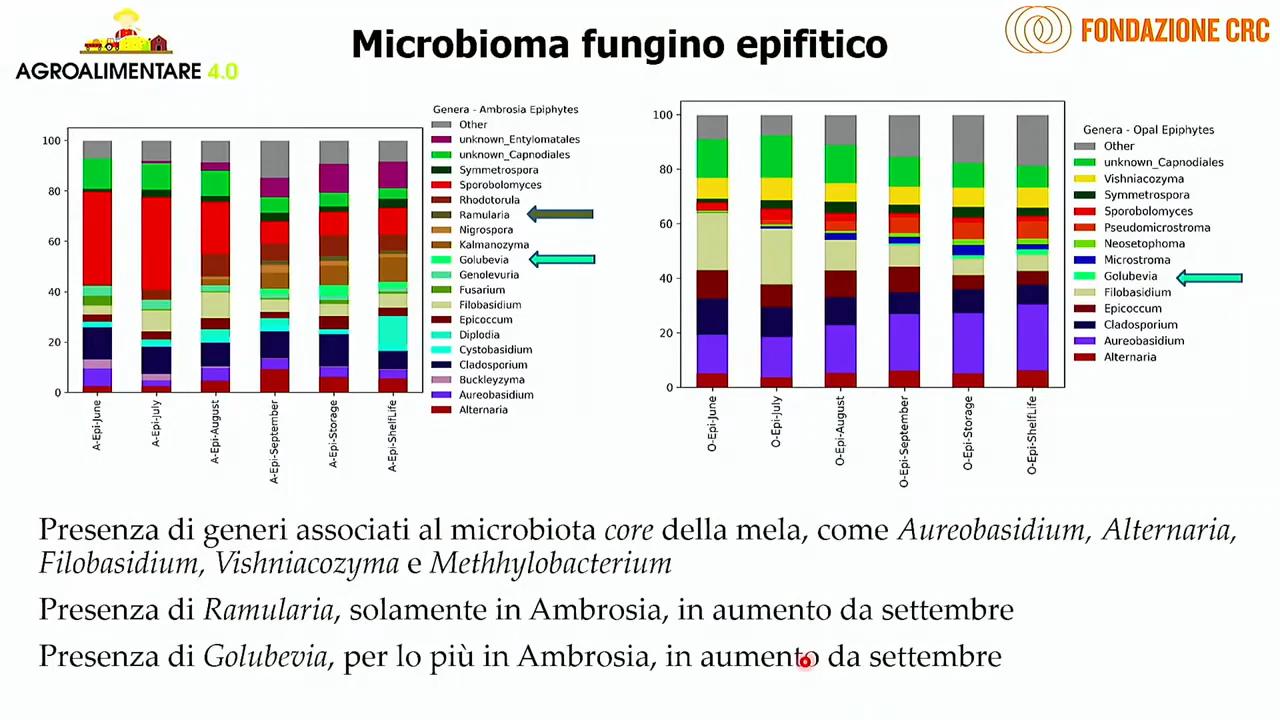 AGROALIMENTARE 4.0
Microbioma fungino epifitico
FONDAZIONE CRC
Genera - Ambrosia Epiphytes
Other
unknown_Entylomatales
unknown_Capnodiales
Symmetrospora
Sporobolomyces
Rhodotorula
Ramularia
Nigrospora
Kalmanozyma
Golubevia
Genolevuria
Fusarium
Filobasidium
Epicoccum
Diplodia
Cystobasidium
Cladosporium
Buckleyzyma
Aureobasidium
Alternaria
100
80
60
40
20
0
A-Epi-June
A-Epi-July
A-Epi-August
A-Epi-September
A-Epi-Storage
A-Epi-ShelfLife
100
80
60
40
20
0
O-Epi-June
O-Epi-July
O-Epi-August
O-Epi-September
O-Epi-Storage
O-Epi-ShelfLife
Genera - Opal Epiphytes
Other
unknown_Capnodiales
Vishniacozyma
Symmetrospora
Sporobolomyces
Pseudomicrostroma
Neosetophoma
Microstroma
Golubevia
Filobasidium
Epicoccum
Cladosporium
Aureobasidium
Alternaria
Presenza di generi associati al microbiota core della mela, come Aureobasidium, Alternaria,
Filobasidium, Vishniacozyma e Methhylobacterium
Presenza di Ramularia, solamente in Ambrosia, in aumento da settembre
Presenza di Golubevia, per lo più in Ambrosia, in aumento da settembre